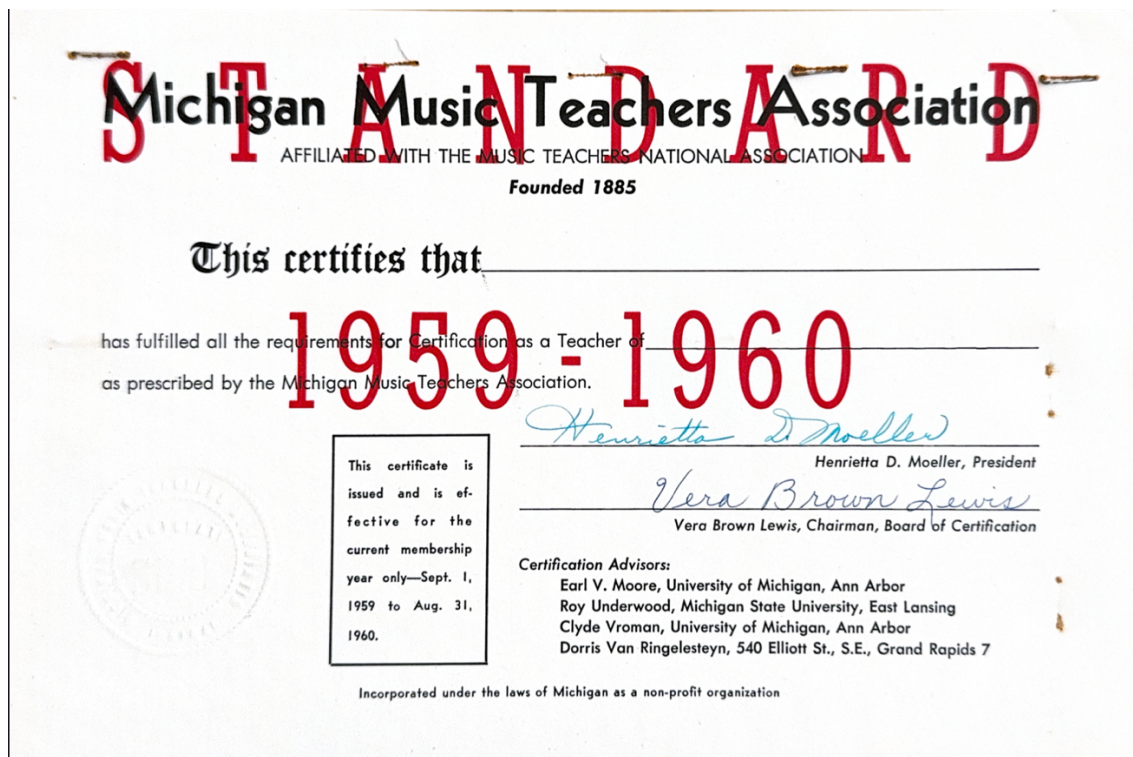 STANDARD
Michigan Music Teachers Association
AFFILIATED WITH THE MUSIC TEACHERS NATIONAL ASSOCIATION
Founded 1885
This certifies that
1959-1960
has fulfilled all the requirements for Certification as a Teacher of
as prescribed by the Michigan Music Teachers Association.
Henrietta D. Moeller
Henrietta D. Moeller, President
Vera Brown Lewis
Vera Brown Lewis, Chairman, Board of Certification
This certificate is
issued and is ef-
fective for the
current membership
year only—Sept. 1,
1959 to Aug. 31,
1960.
Certification Advisors:
Earl V. Moore, University of Michigan, Ann Arbor
Roy Underwood, Michigan State University, East Lansing
Clyde Vroman, University of Michigan, Ann Arbor
Dorris Van Ringelesteyn, 540 Elliott St., S.E., Grand Rapids 7
Incorporated under the laws of Michigan as a non-profit organization